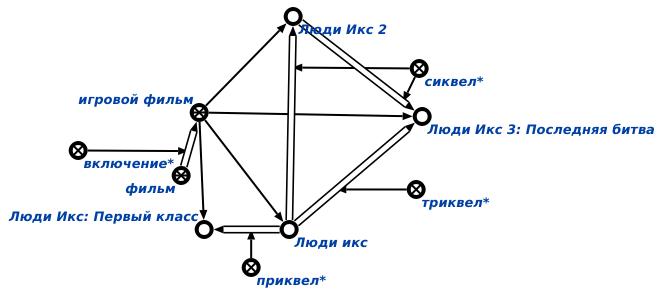 Люди Икс 2
сиквел*
игровой фильм
Люди Икс 3: Последняя битва
включение*
фильм
триквел*
Люди Икс: Первый класс
Люди икс
приквел*